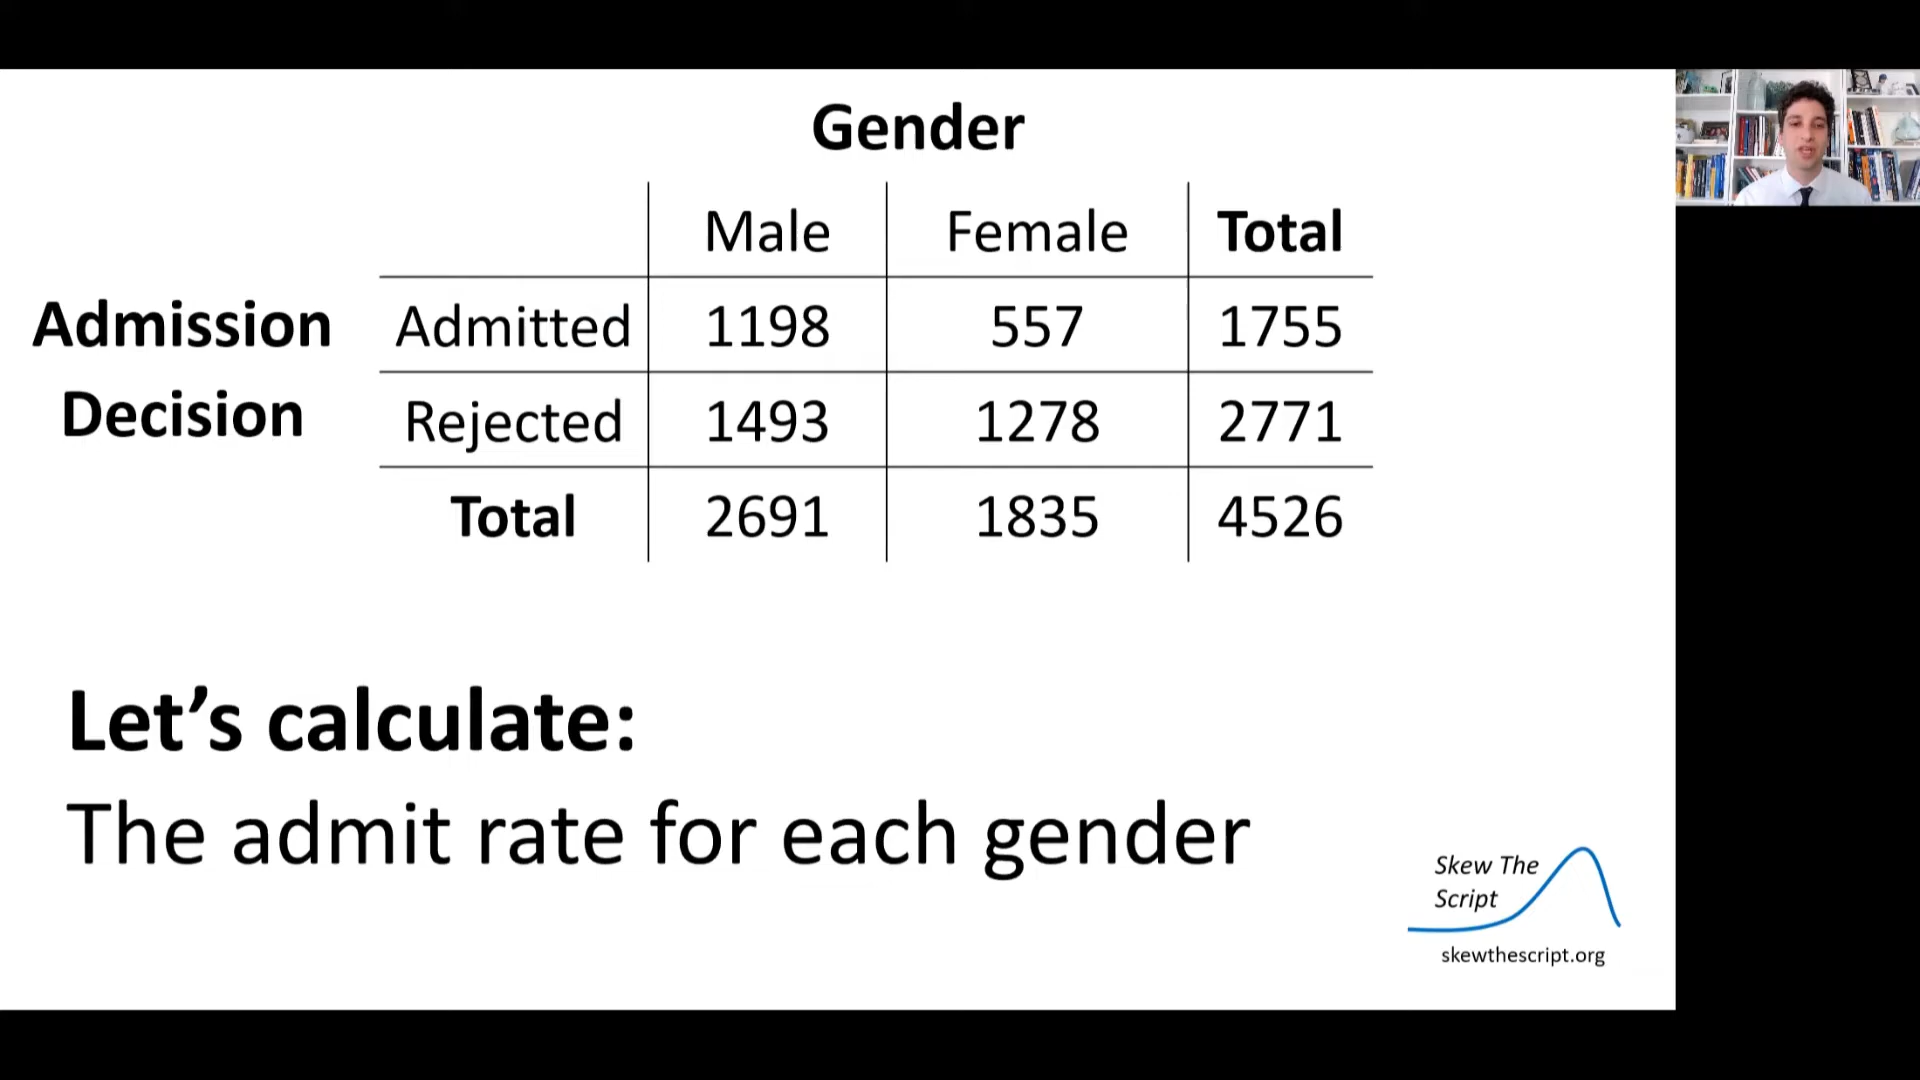 Gender
Male Female Total
Admission
Decision
Admitted 1198 557 1755
Rejected 1493 1278 2771
Total 2691 1835 4526
Let’s calculate:
The admit rate for each gender
Skew The
Script
skewthescript.org